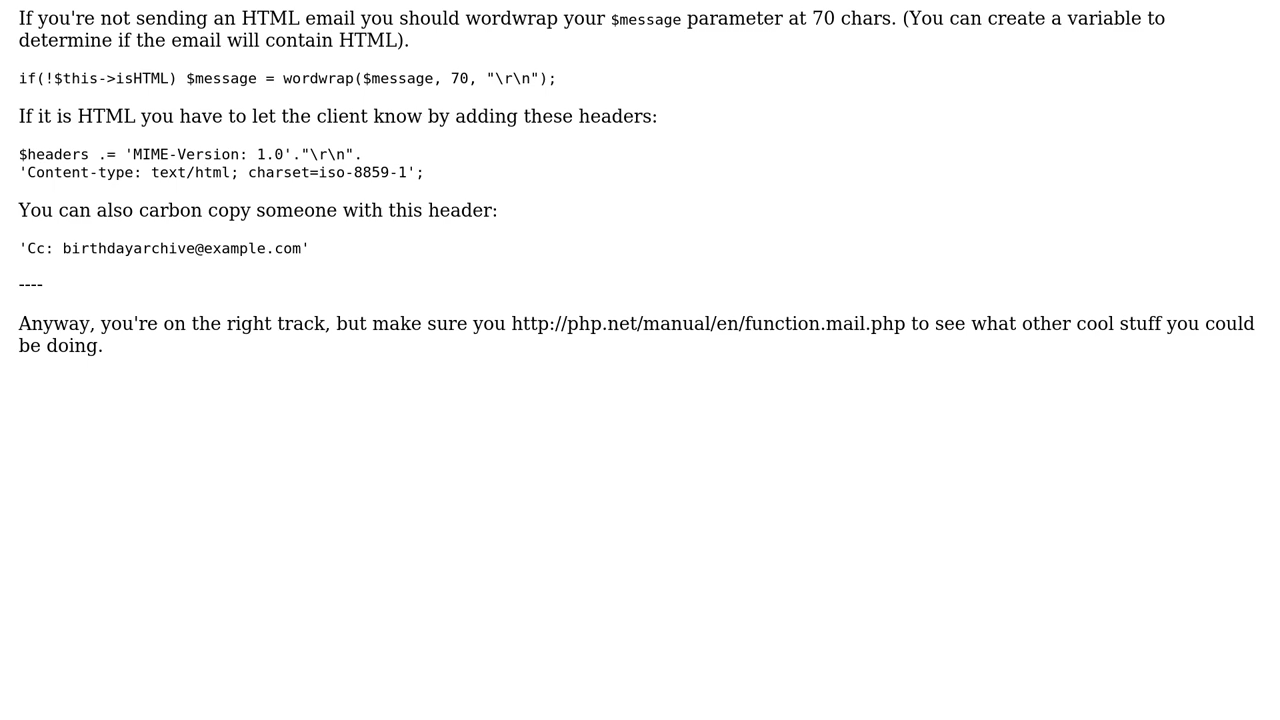 If you're not sending an HTML email you should wordwrap your $message parameter at 70 chars. (You can create a variable to
determine if the email will contain HTML).
if(!$this->isHTML) $message = wordwrap($message, 70, "\r\n");
If it is HTML you have to let the client know by adding these headers:
$headers .= 'MIME-Version: 1.0'."\r\n".
'Content-type: text/html; charset=iso-8859-1';
You can also carbon copy someone with this header:
'Cc: birthdayarchive@example.com'
----
Anyway, you're on the right track, but make sure you http://php.net/manual/en/function.mail.php to see what other cool stuff you could
be doing.